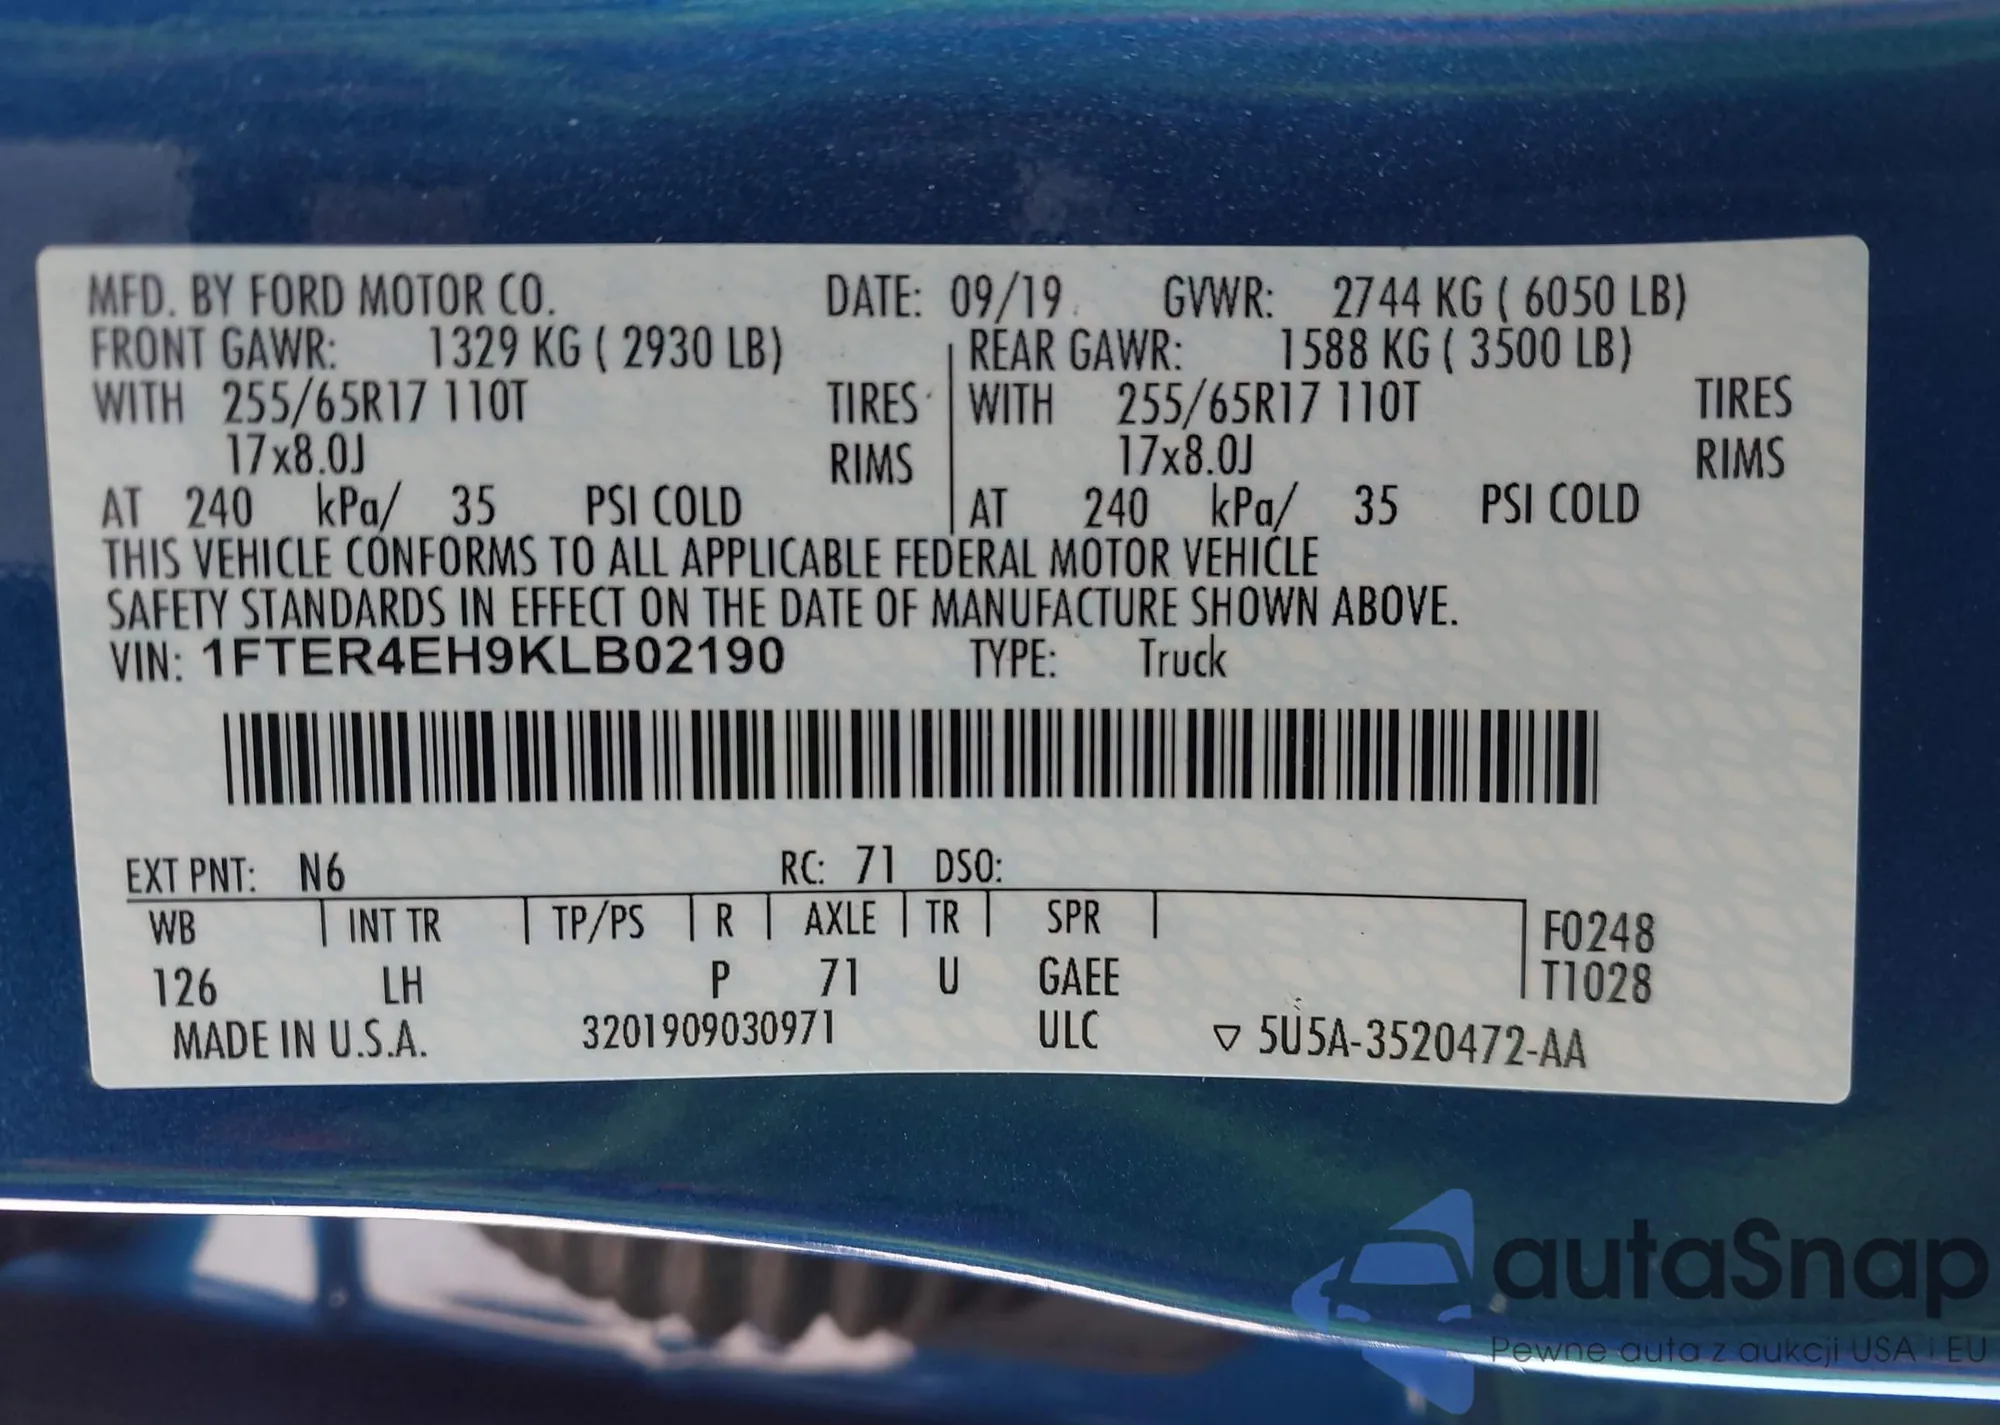 MFD. BY FORD MOTOR CO. DATE: 09/19 GVWR: 2744 KG ( 6050 LB)
FRONT GAWR: 1329 KG ( 2930 LB) REAR GAWR: 1588 KG ( 3500 LB)
WITH 255/65R17 110T TIRES WITH 255/65R17 110T TIRES
17x8.0J RIMS 17x8.0J RIMS
AT 240 kPa/ 35 PSI COLD AT 240 kPa/ 35 PSI COLD
THIS VEHICLE CONFORMS TO ALL APPLICABLE FEDERAL MOTOR VEHICLE
SAFETY STANDARDS IN EFFECT ON THE DATE OF MANUFACTURE SHOWN ABOVE.
VIN: 1FTER4EH9KLB02190 TYPE: Truck
EXT PNT: N6 RC: 71 DSO:
WB INT TR TP/PS R AXLE TR SPR F0248
126 LH P 71 U GAEE T1028
MADE IN U.S.A. 3201909030971 ULC ▽ 5U5A-3520472-AA
autaSnap
Pewne auta z aukcji USA i EU